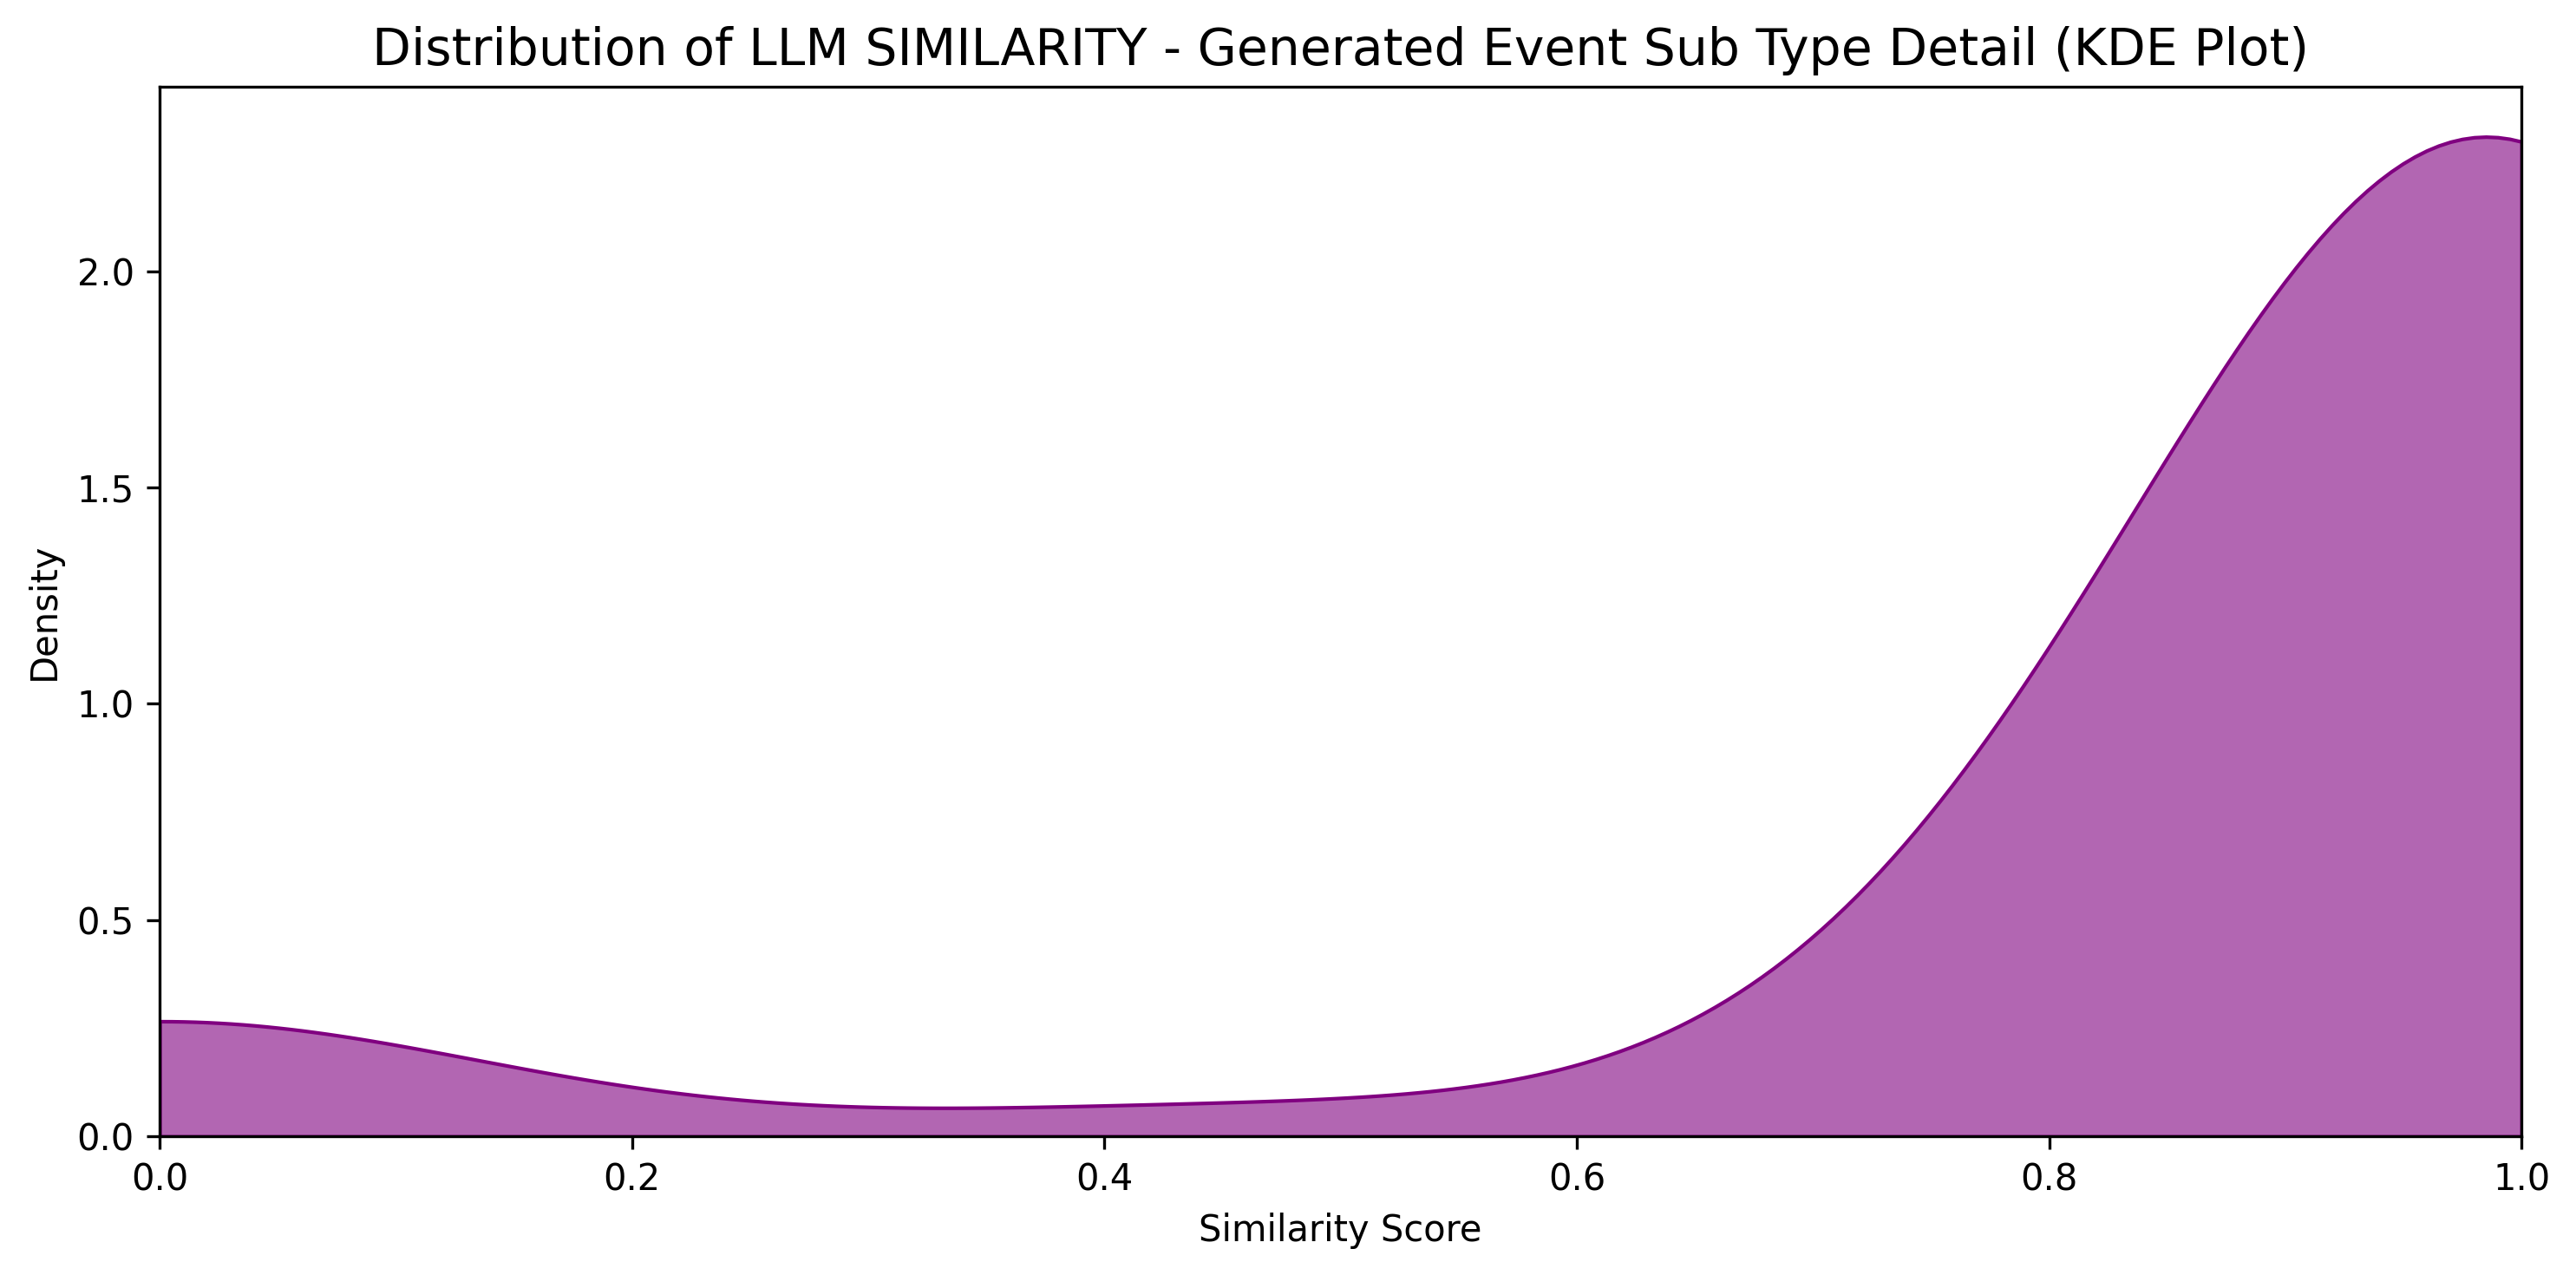 Distribution of LLM SIMILARITY - Generated Event Sub Type Detail (KDE Plot)
2.0
1.5
1.0
0.5
0.0
Density
0.0 0.2 0.4 0.6 0.8 1.0
Similarity Score